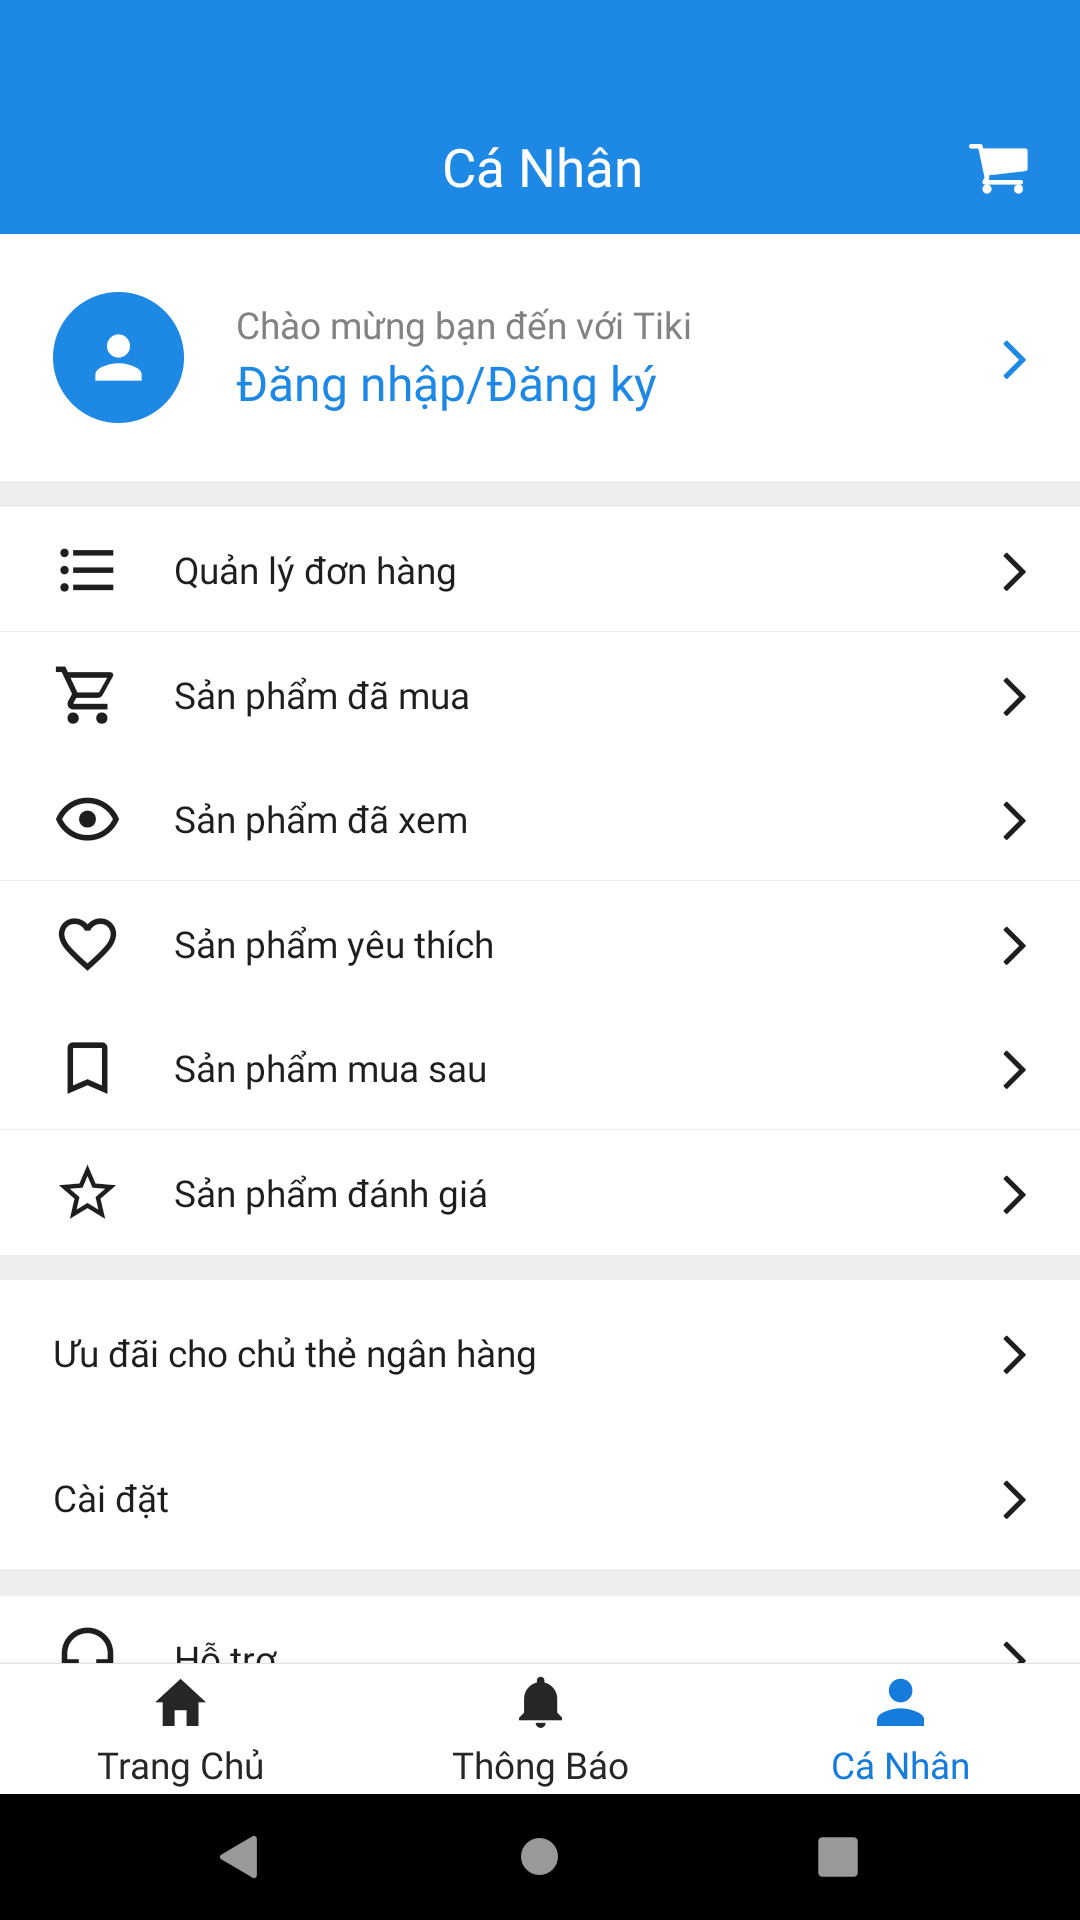 Cá Nhân
Chào mừng bạn đến với Tiki
Đăng nhập/Đăng ký
Quản lý đơn hàng
Sản phẩm đã mua
Sản phẩm đã xem
Sản phẩm yêu thích
Sản phẩm mua sau
Sản phẩm đánh giá
Ưu đãi cho chủ thẻ ngân hàng
Cài đặt
Hỗ trợ
Trang Chủ
Thông Báo
Cá Nhân